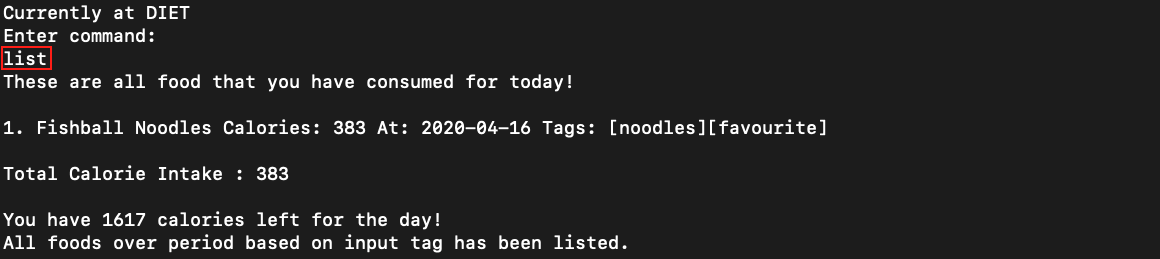 Currently at DIET
Enter command:
list
These are all food that you have consumed for today!
1. Fishball Noodles Calories: 383 At: 2020-04-16 Tags: [noodles][favourite]
Total Calorie Intake : 383
You have 1617 calories left for the day!
All foods over period based on input tag has been listed.